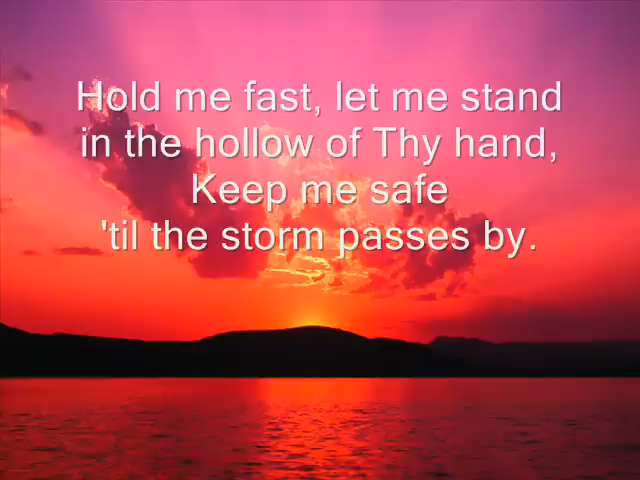 Hold me fast, let me stand
in the hollow of Thy hand,
Keep me safe
'til the storm passes by.